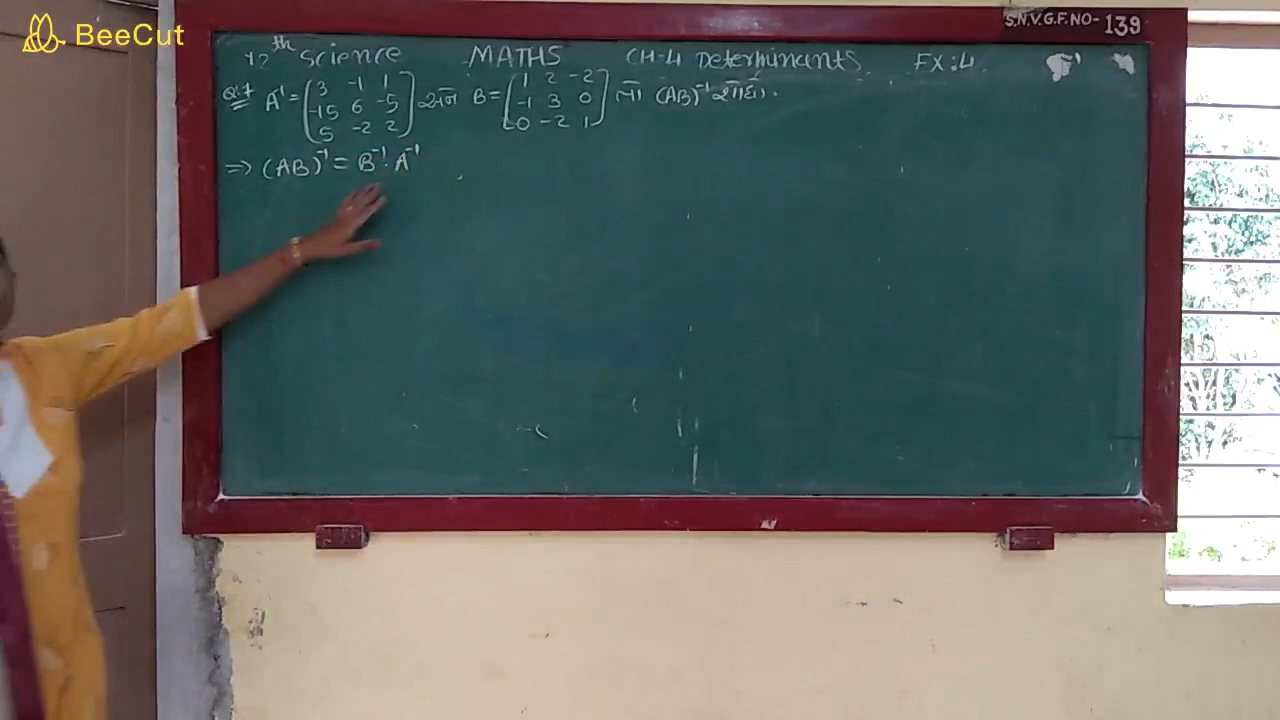 BeeCut
S.N.V.G.F.NO- 139
12th Science MATHS CH-4 Determinants EX:4
Q:7 A⁻¹ = [3 -1 1; -15 6 -5; 5 -2 2] અને B = [1 2 -2; -1 3 0; 0 -2 1] તો (AB)⁻¹ શોધો.
⇒ (AB)⁻¹ = B⁻¹ · A⁻¹